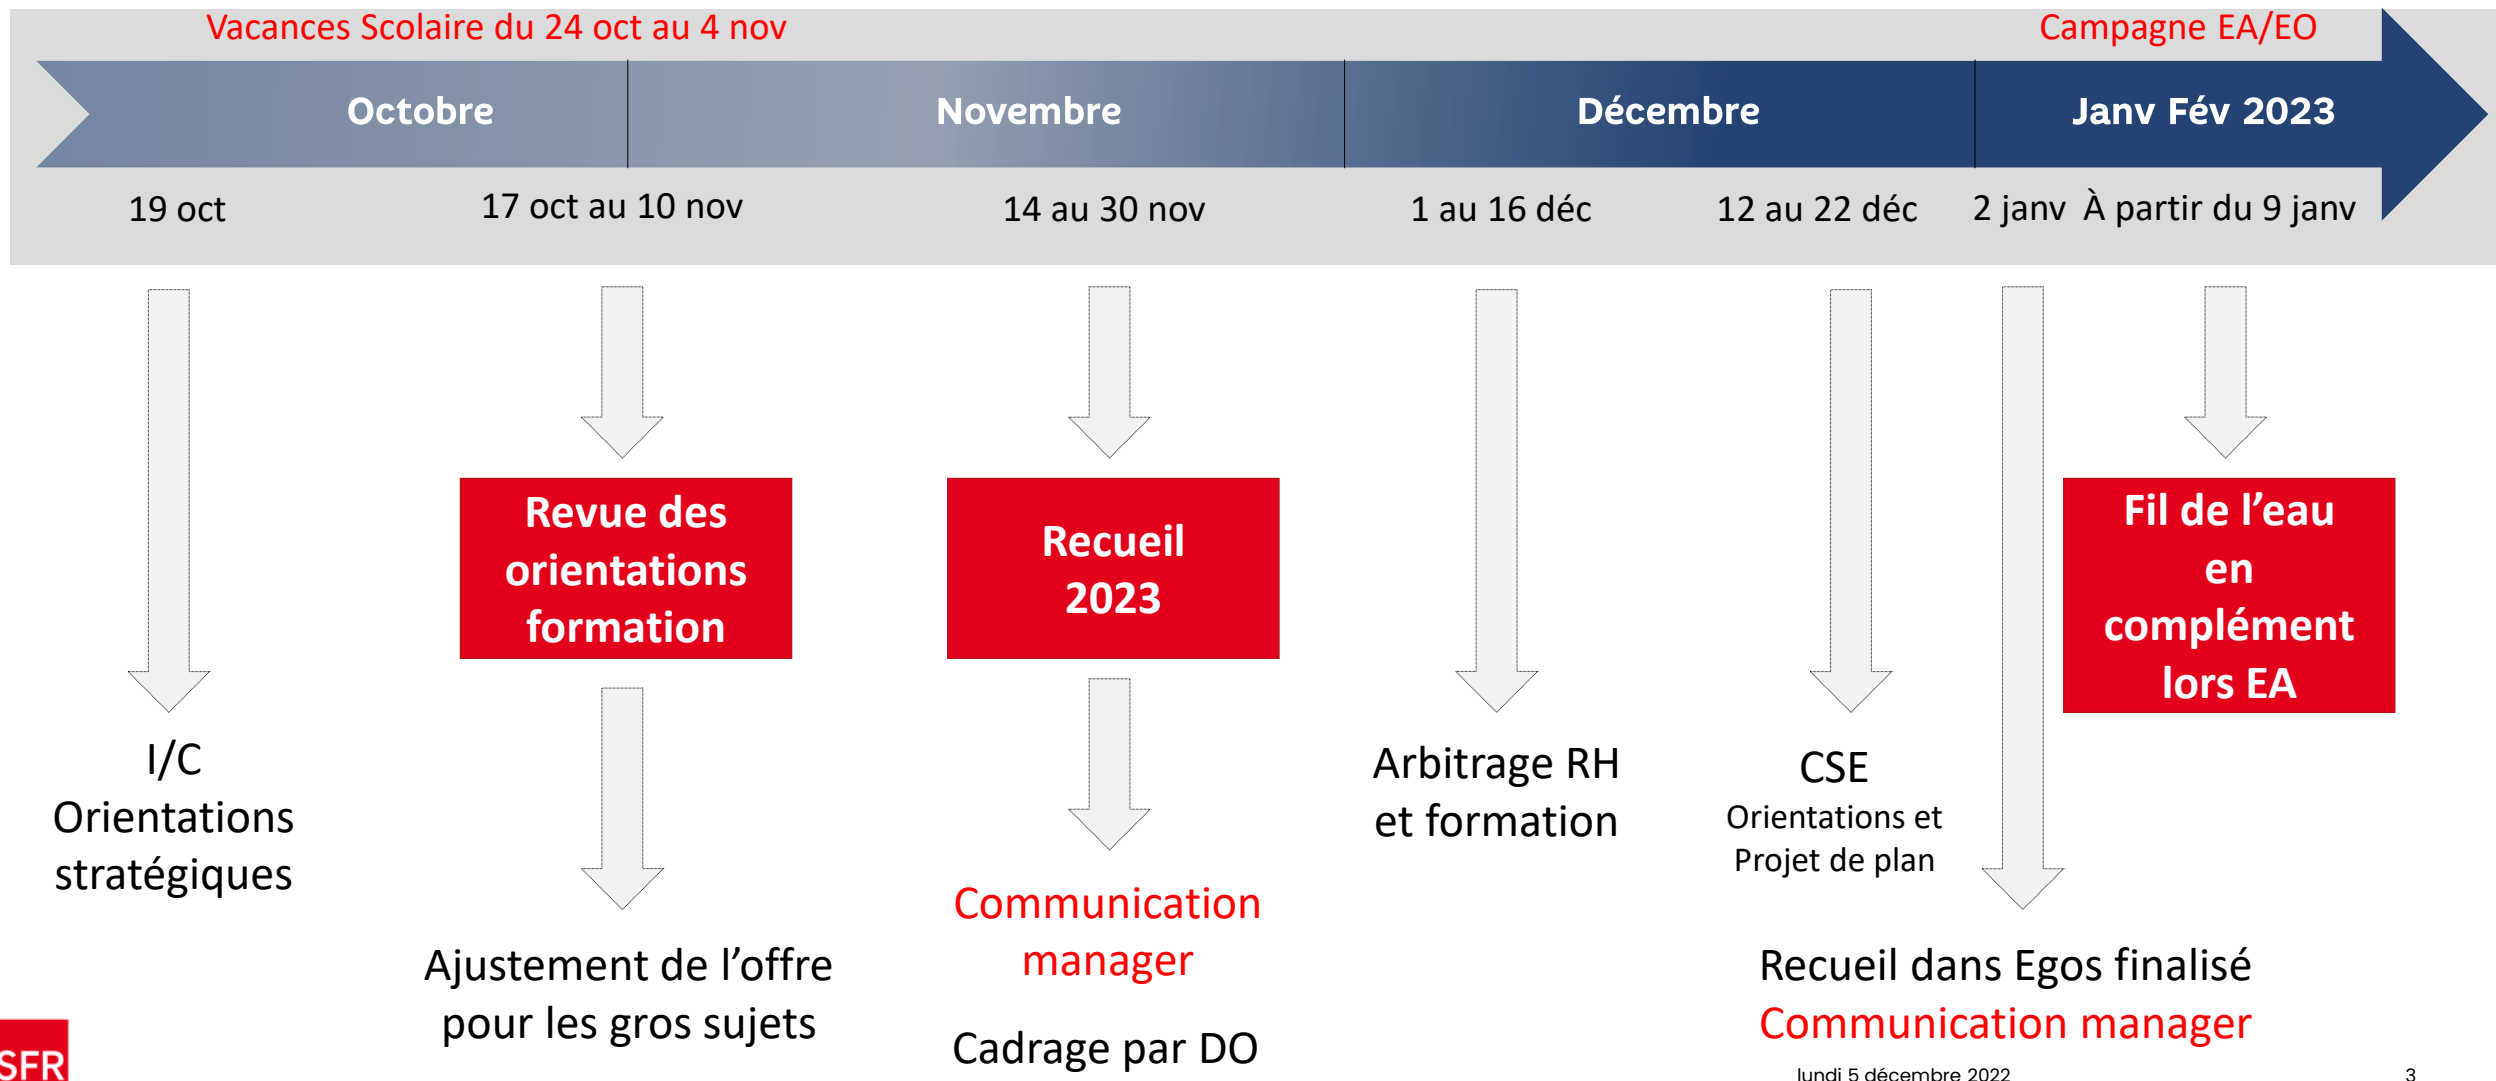 Vacances Scolaire du 24 oct au 4 nov
Campagne EA/EO
Octobre
Novembre
Décembre
Janv Fév 2023
19 oct
17 oct au 10 nov
14 au 30 nov
1 au 16 déc
12 au 22 déc
2 janv
À partir du 9 janv
Revue des
orientations
formation
Recueil
2023
Fil de l’eau
en
complément
lors EA
I/C
Orientations
stratégiques
Ajustement de l’offre
pour les gros sujets
Communication
manager
Cadrage par DO
Arbitrage RH
et formation
CSE
Orientations et
Projet de plan
Recueil dans Egos finalisé
Communication manager
SFR
lundi 5 décembre 2022
3